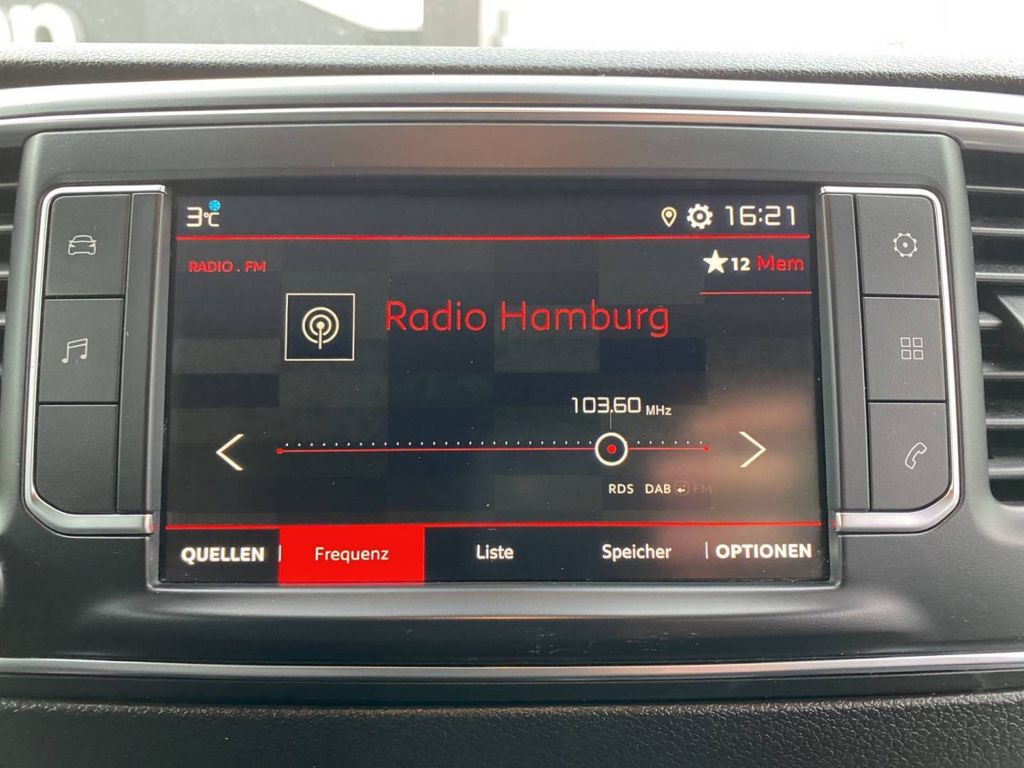 on
3°C
16:21
RADIO . FM
12 Mem
Radio Hamburg
103.60 MHz
RDS DAB FM
QUELLEN Frequenz Liste Speicher OPTIONEN